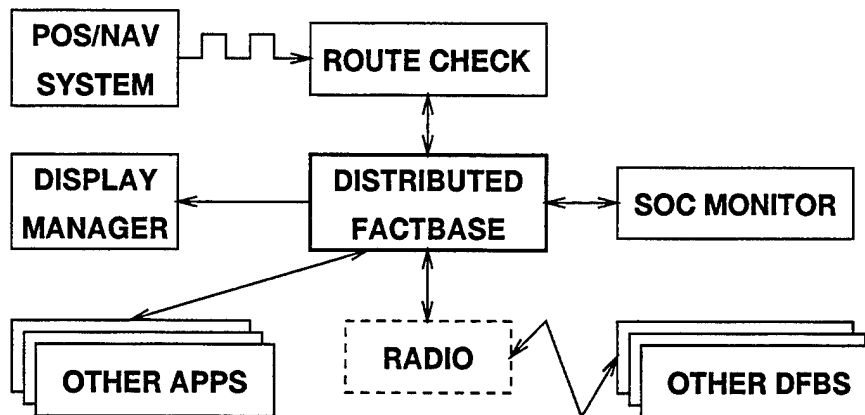 POS/NAV
SYSTEM
ROUTE CHECK
DISPLAY
MANAGER
DISTRIBUTED
FACTBASE
SOC MONITOR
OTHER APPS
RADIO
OTHER DFBS